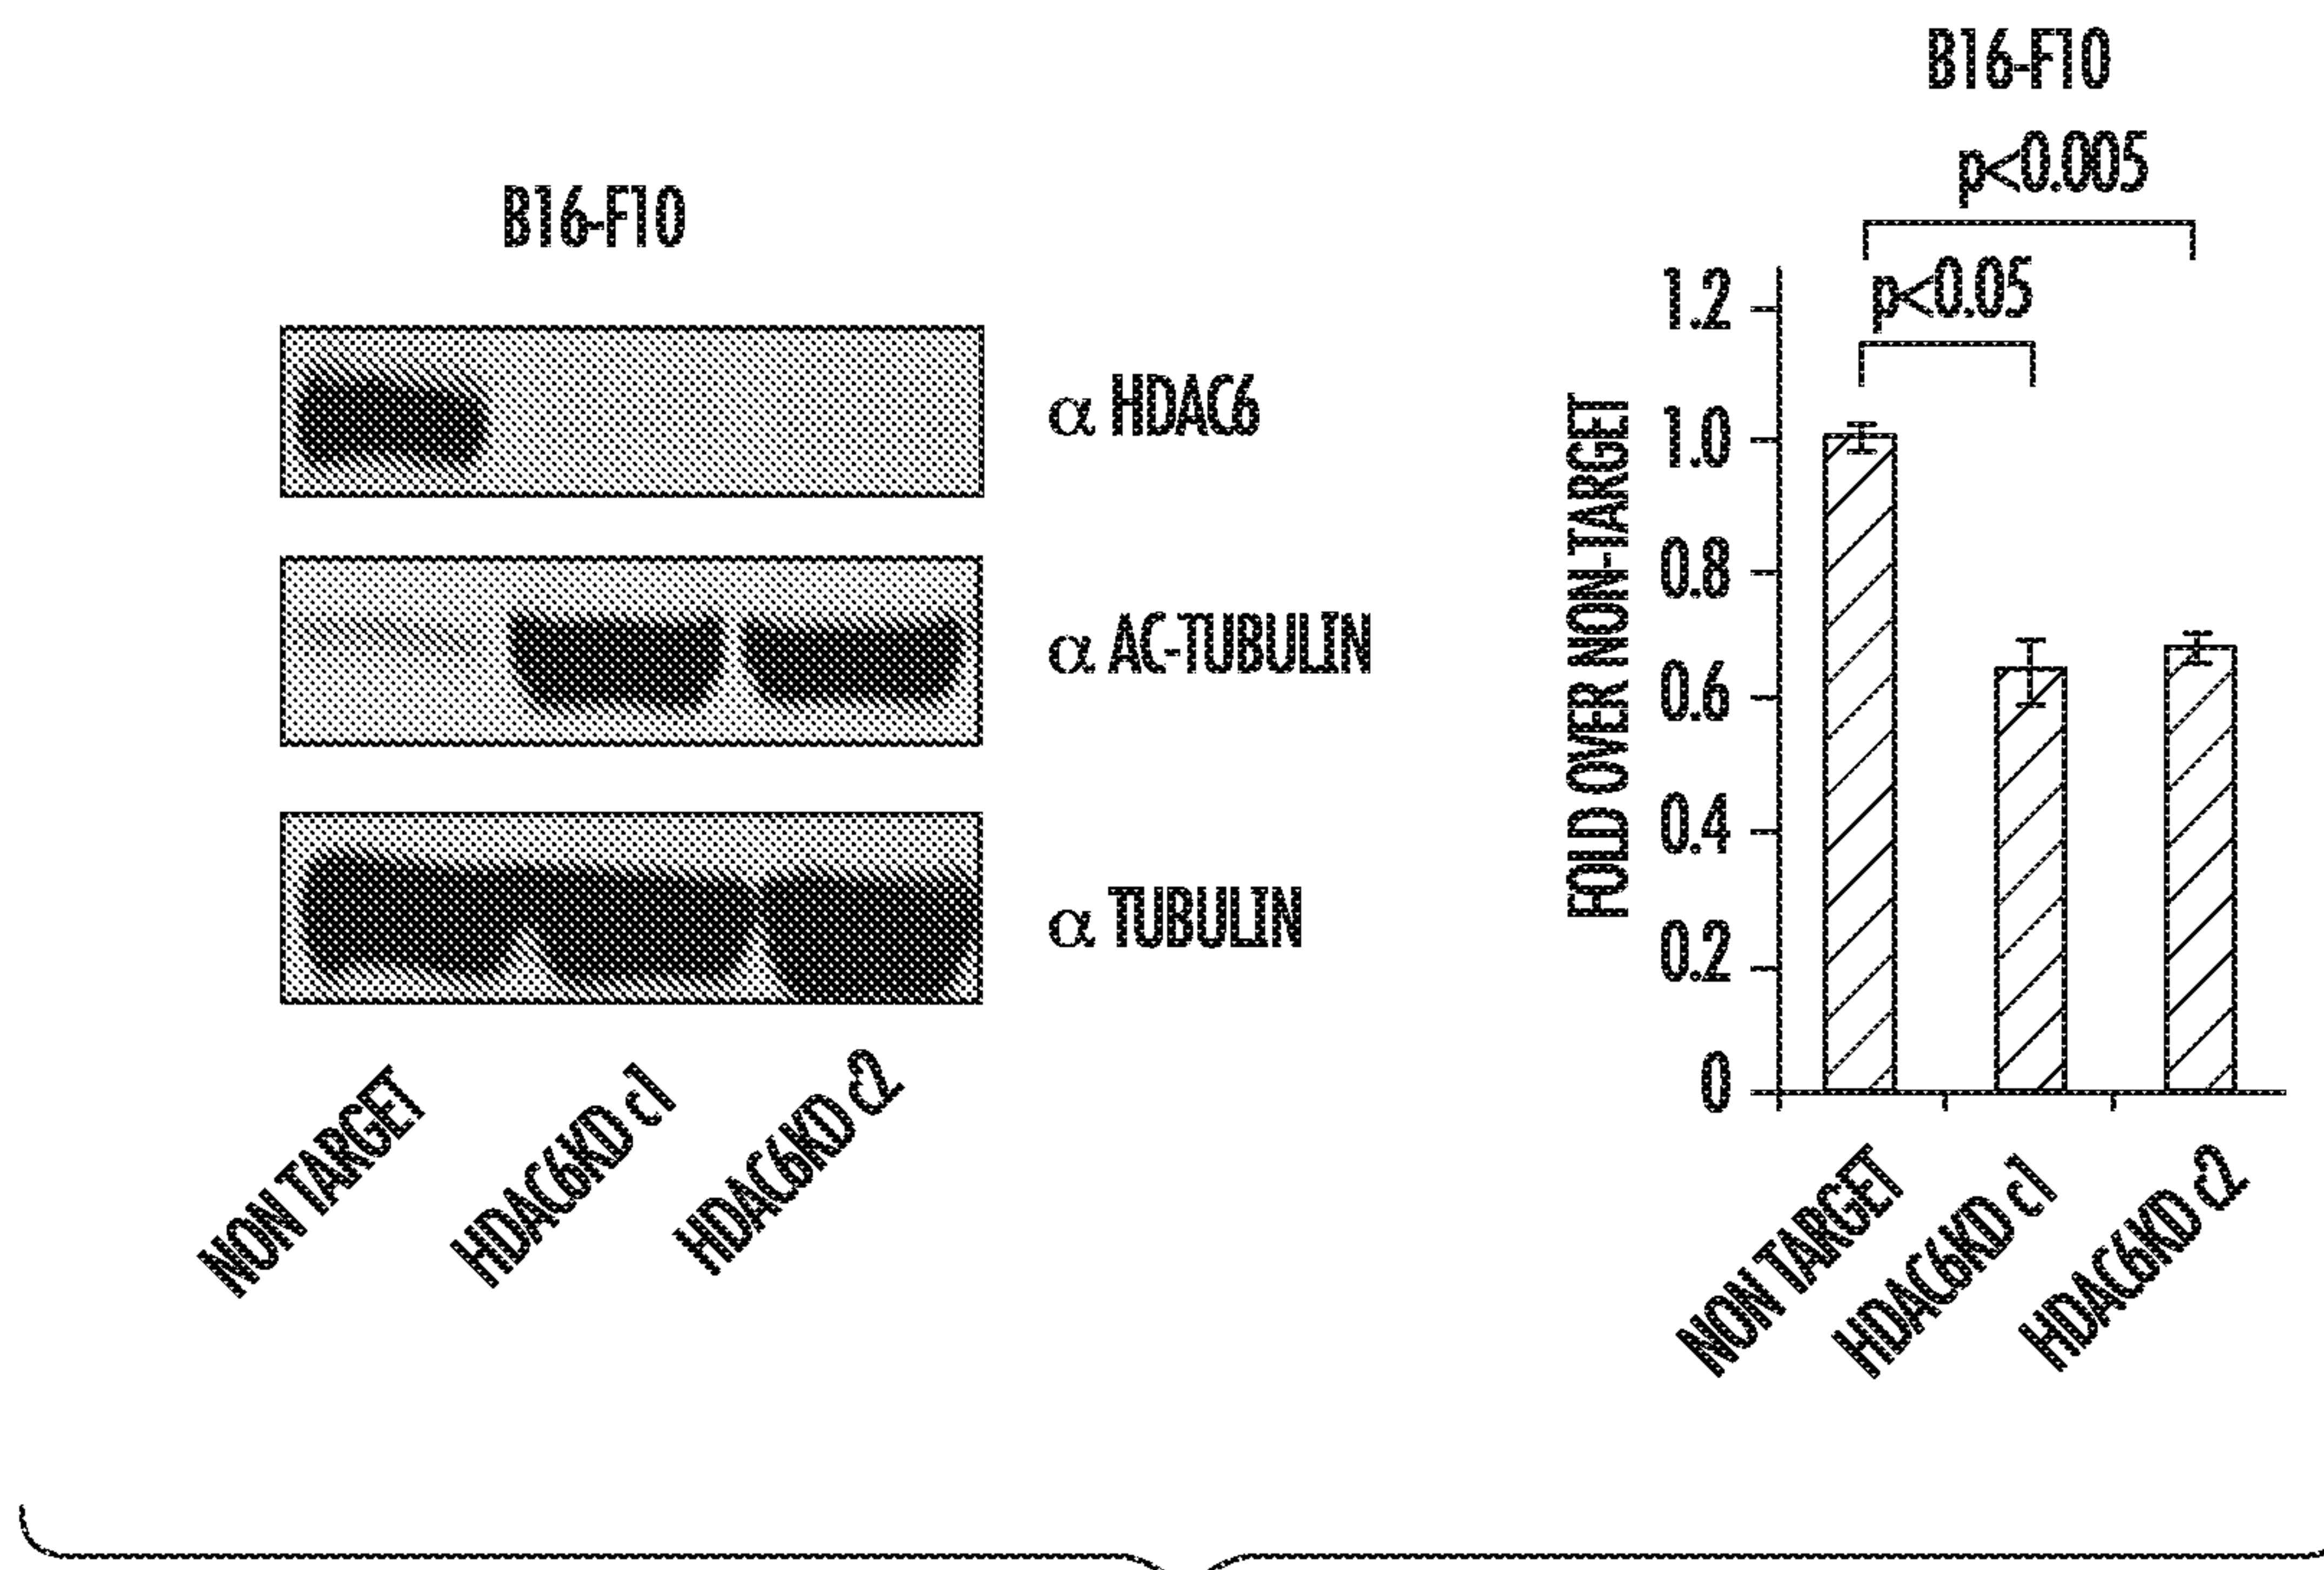 B16-F10
α HDAC6
α AC-TUBULIN
α TUBULIN
NON TARGET
HDAC6KD c1
HDAC6KD c2
B16-F10
p<0.005
p<0.05
FOLD OVER NON-TARGET
1.2
1.0
0.8
0.6
0.4
0.2
0
NON TARGET
HDAC6KD c1
HDAC6KD c2